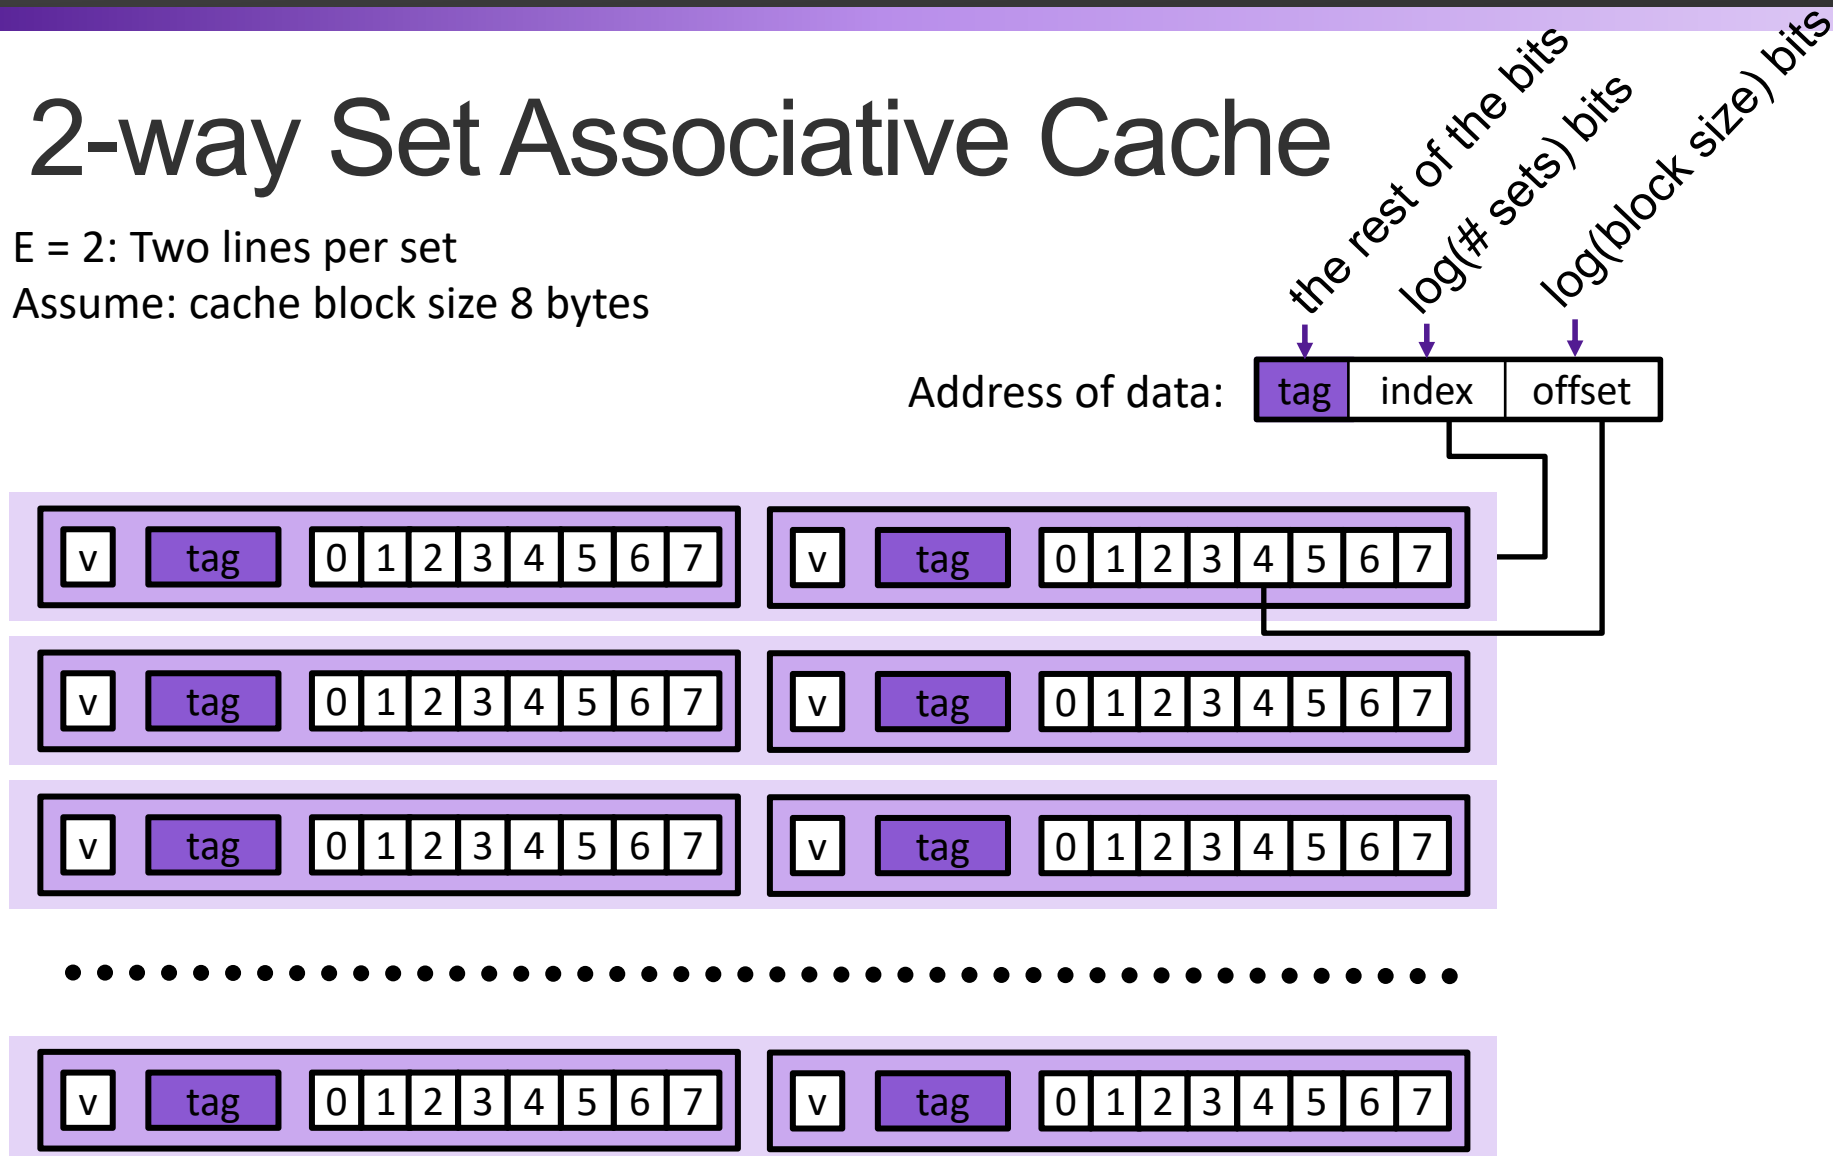 2-way Set Associative Cache
E = 2: Two lines per set
Assume: cache block size 8 bytes
the rest of the bits
log(# sets) bits
log(block size) bits
Address of data: tag index offset
v tag 0 1 2 3 4 5 6 7 v tag 0 1 2 3 4 5 6 7
v tag 0 1 2 3 4 5 6 7 v tag 0 1 2 3 4 5 6 7
v tag 0 1 2 3 4 5 6 7 v tag 0 1 2 3 4 5 6 7
v tag 0 1 2 3 4 5 6 7 v tag 0 1 2 3 4 5 6 7